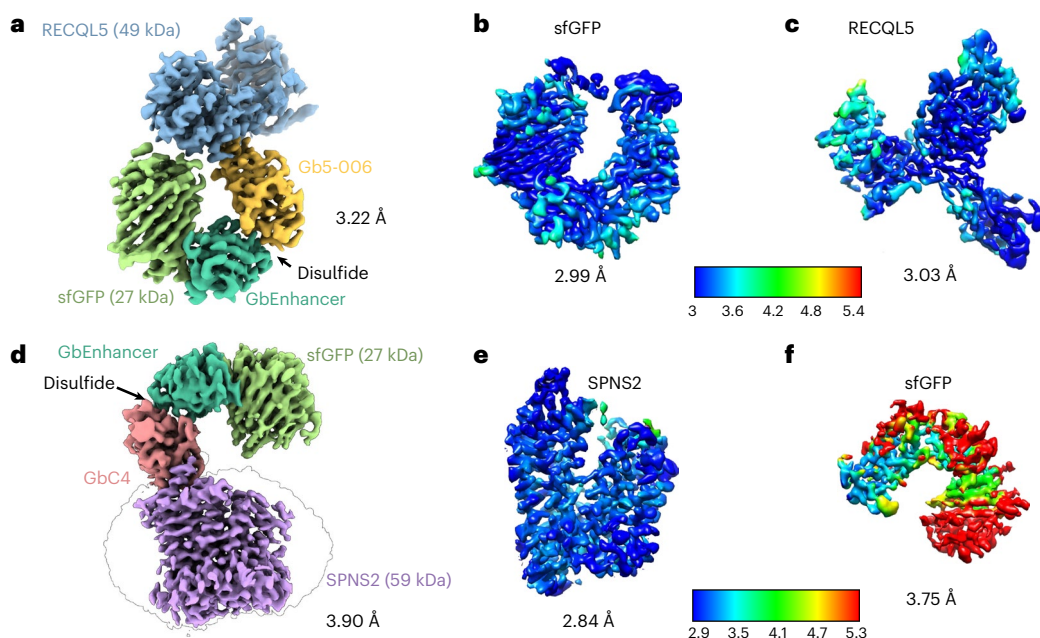 a
RECQL5 (49 kDa)
Gb5-006
3.22 Å
Disulfide
sfGFP (27 kDa)
GbEnhancer
b
sfGFP
2.99 Å
c
RECQL5
3.03 Å
3 3.6 4.2 4.8 5.4
d
GbEnhancer
sfGFP (27 kDa)
Disulfide
GbC4
SPNS2 (59 kDa)
3.90 Å
e
SPNS2
2.84 Å
f
sfGFP
3.75 Å
2.9 3.5 4.1 4.7 5.3